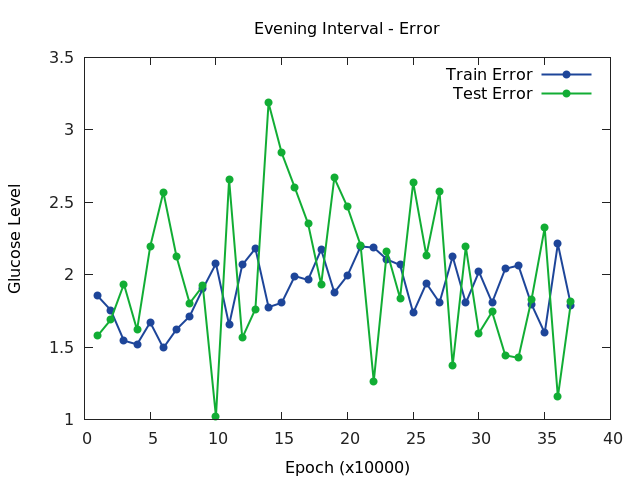 Evening Interval - Error
Train Error
Test Error
3.5
3
2.5
2
1.5
1
Glucose Level
0 5 10 15 20 25 30 35 40
Epoch (x10000)